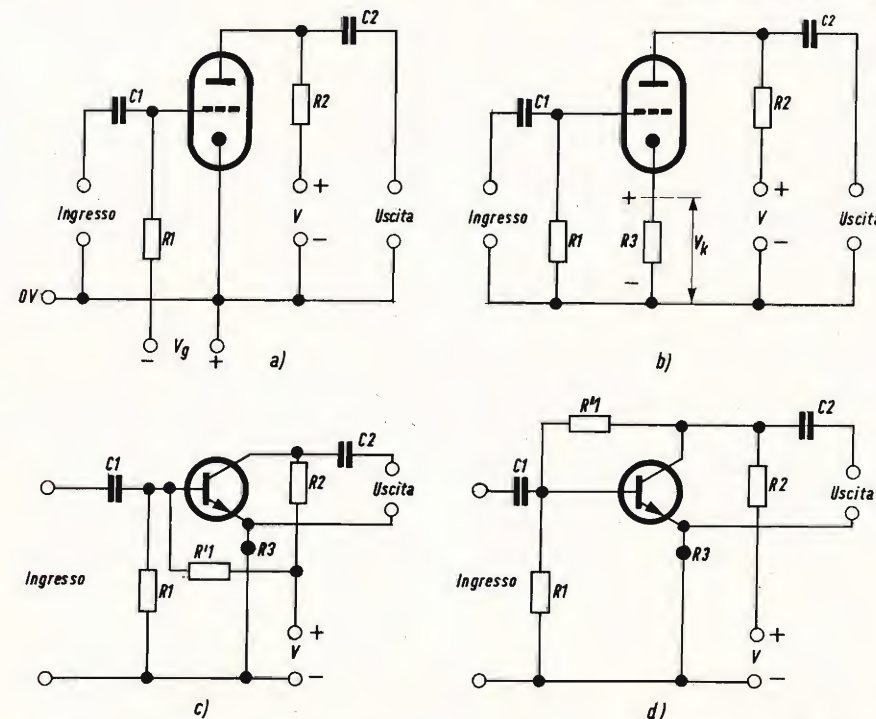 C1
C2
R2
R1
Ingresso
+
V
−
Uscita
0V
− Vg +
a)
C1
C2
R2
R1
Ingresso
+
R3
−
Vk
+
V
−
Uscita
b)
C1
C2
R2
Uscita
R3
R'1
R1
Ingresso
+
V
−
c)
R"1
C1
C2
R2
Uscita
R3
R1
Ingresso
+
V
−
d)